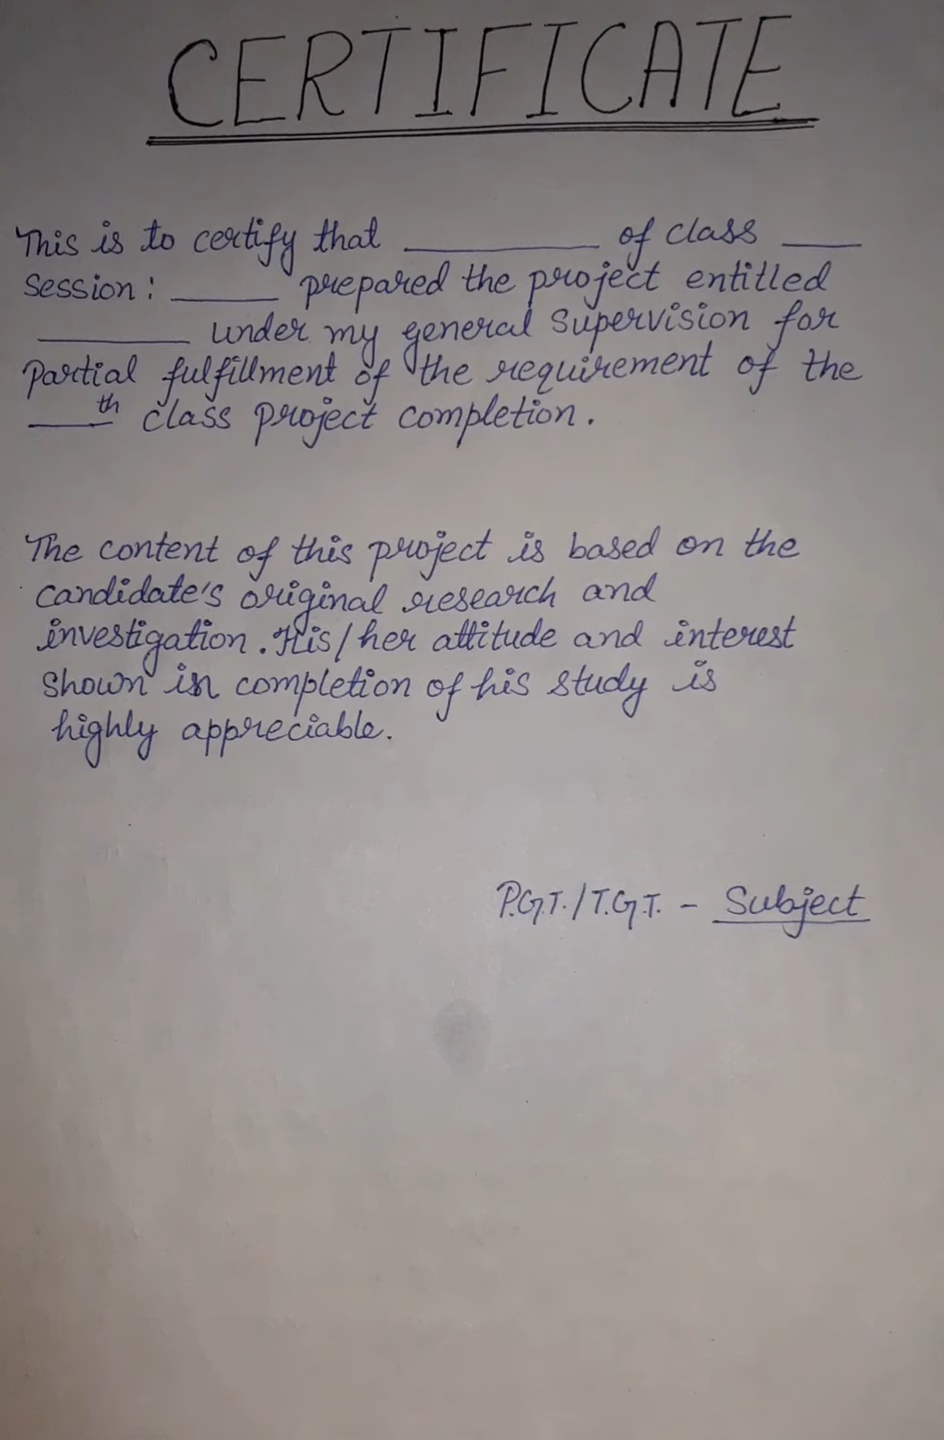 CERTIFICATE
This is to certify that __________ of class ____
Session: ______ prepared the project entitled
________ under my general Supervision for
Partial fulfillment of the requirement of the
____th class project completion.
The content of this project is based on the
candidate's original research and
investigation. His/her attitude and interest
shown in completion of his study is
highly appreciable.
P.G.T./T.G.T. - Subject